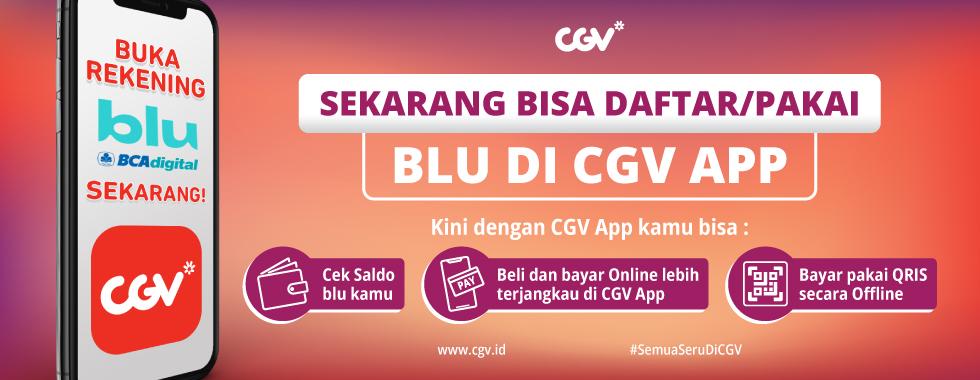 BUKA
REKENING
blu
BCAdigital
SEKARANG!
CGV*
CGV*
SEKARANG BISA DAFTAR/PAKAI
BLU DI CGV APP
Kini dengan CGV App kamu bisa :
Cek Saldo
blu kamu
PAY
Beli dan bayar Online lebih
terjangkau di CGV App
Bayar pakai QRIS
secara Offline
www.cgv.id
#SemuaSeruDiCGV